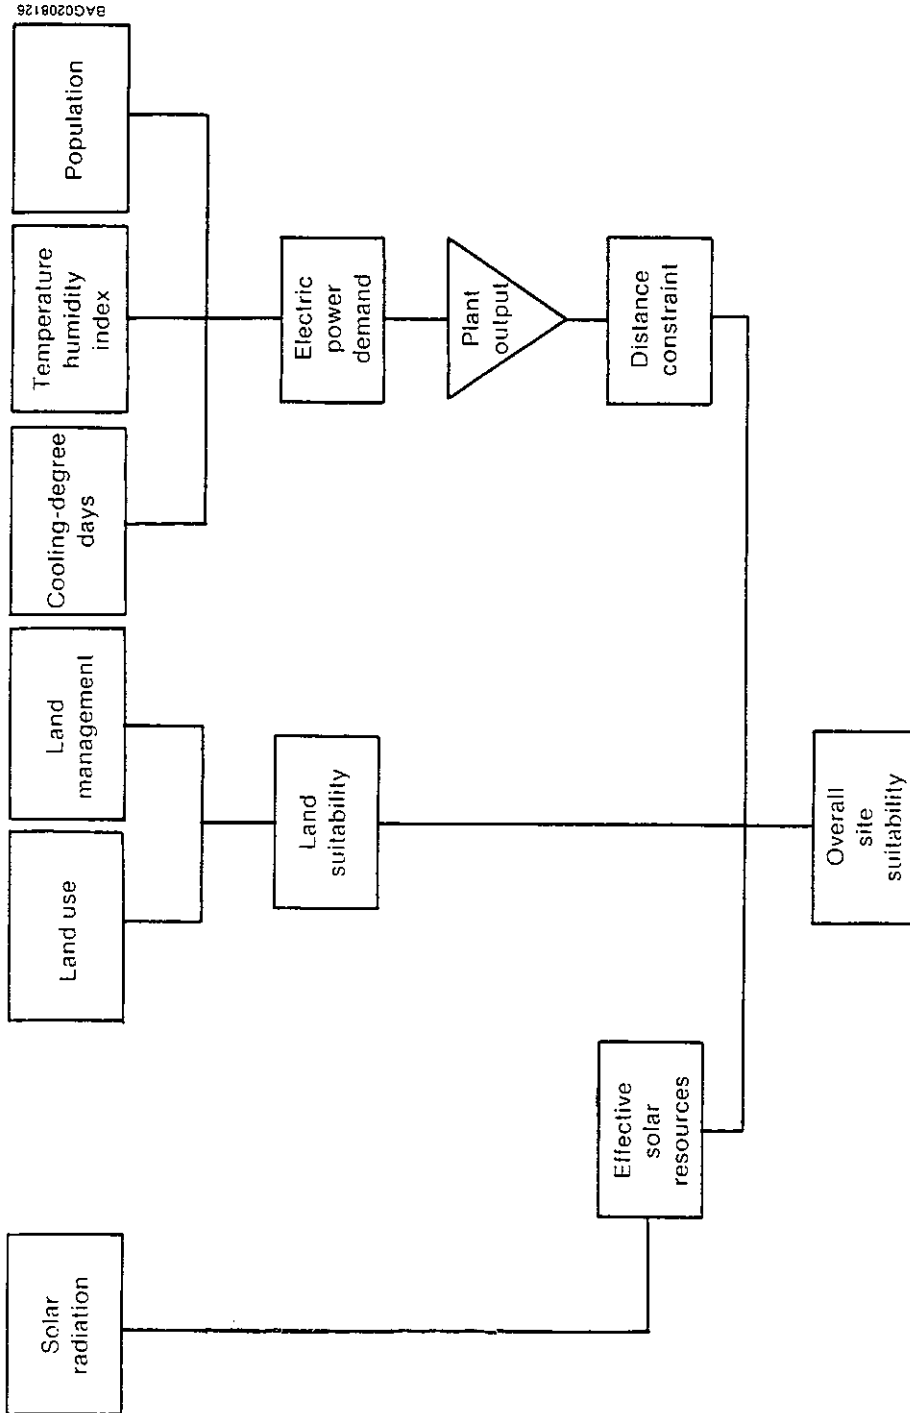 Solar
radiation
Land use
Land
management
Cooling-degree
days
Temperature
humidity
index
Population
Land
suitability
Electric
power
demand
Plant
output
Effective
solar
resources
Distance
constraint
Overall
site
suitability
BAG0208126